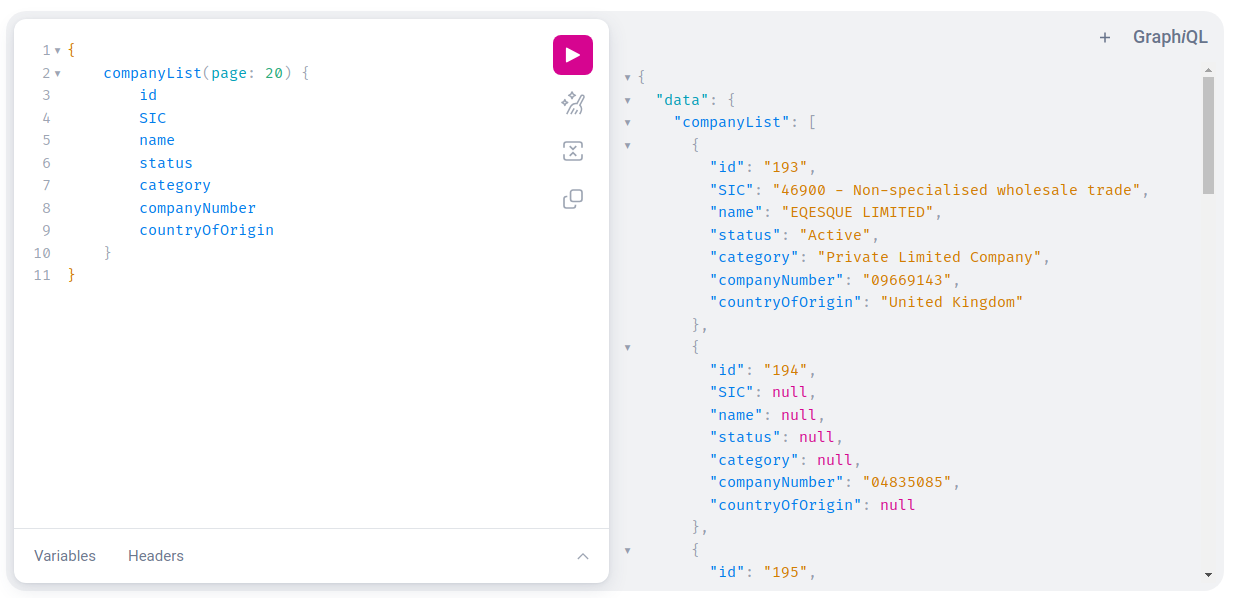 1 {
2 companyList(page: 20) {
3 id
4 SIC
5 name
6 status
7 category
8 companyNumber
9 countryOfOrigin
10 }
11 }
Variables Headers
+ GraphiQL
{
"data": {
"companyList": [
{
"id": "193",
"SIC": "46900 - Non-specialised wholesale trade",
"name": "EQESQUE LIMITED",
"status": "Active",
"category": "Private Limited Company",
"companyNumber": "09669143",
"countryOfOrigin": "United Kingdom"
},
{
"id": "194",
"SIC": null,
"name": null,
"status": null,
"category": null,
"companyNumber": "04835085",
"countryOfOrigin": null
},
{
"id": "195",